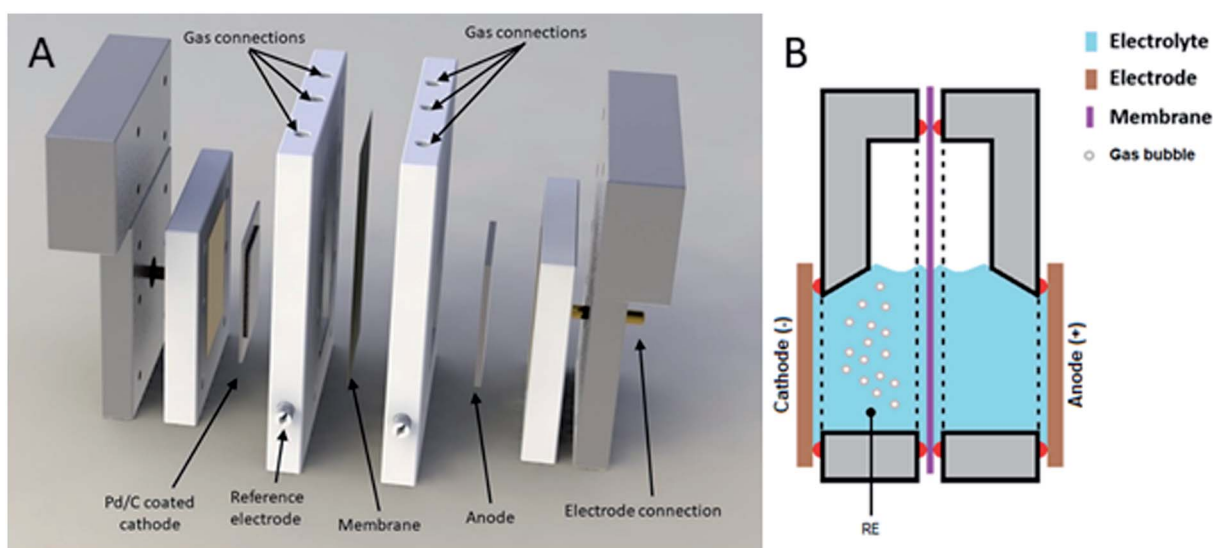 A
Gas connections
Gas connections
Pd/C coated
cathode
Reference
electrode
Membrane
Anode
Electrode connection
B
Electrolyte
Electrode
Membrane
Gas bubble
Cathode (-)
Anode (+)
RE